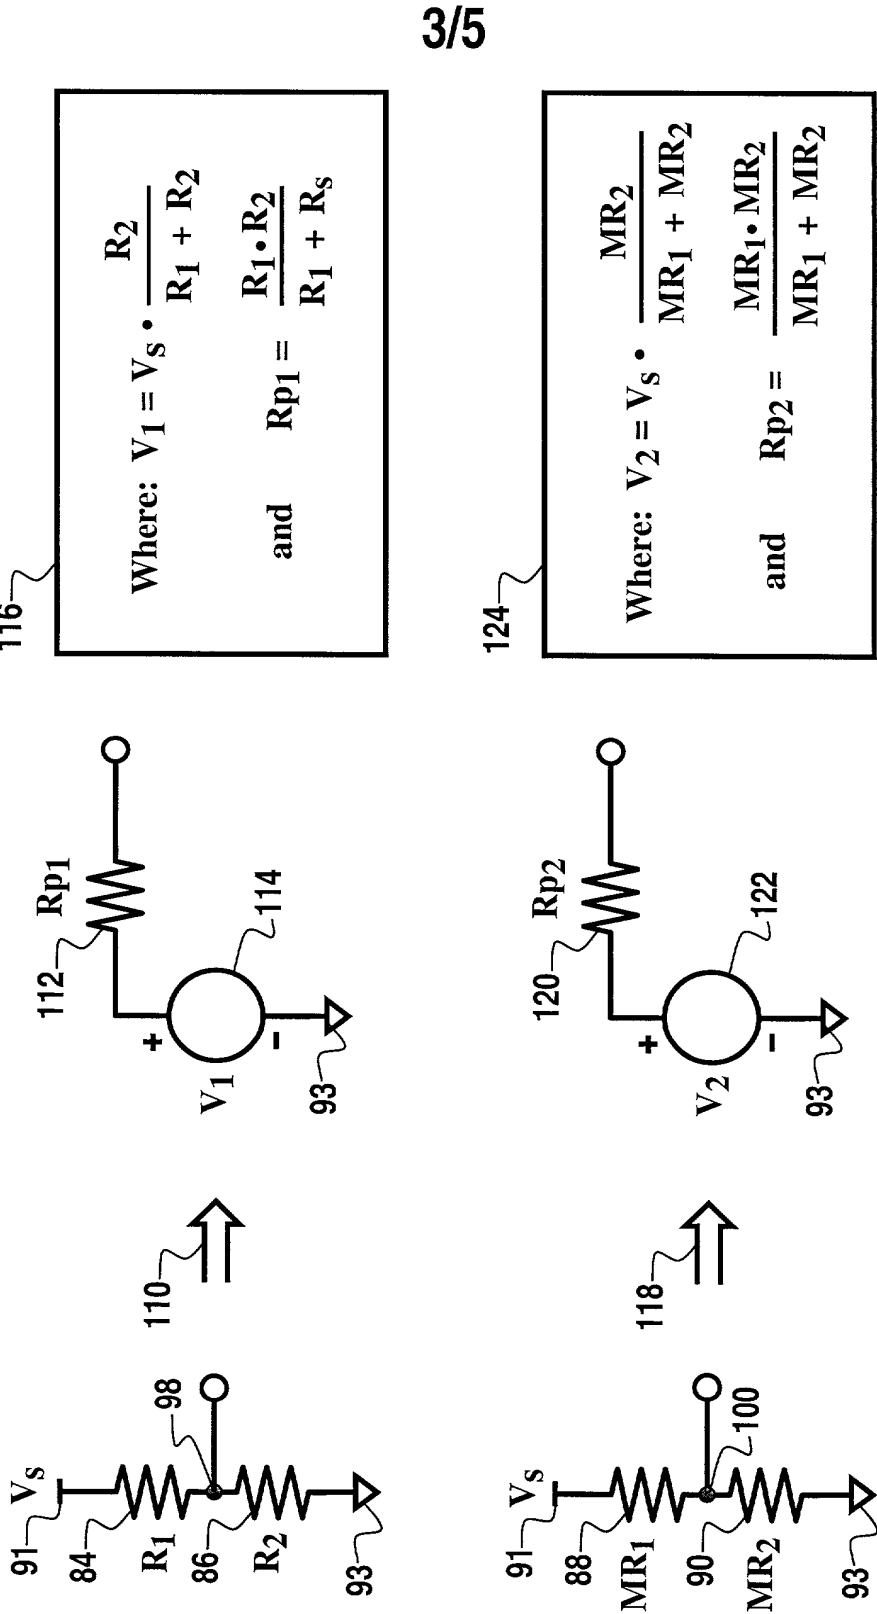 3/5
116
Where: V1 = Vs • R2 / R1 + R2
and Rp1 = R1 • R2 / R1 + Rs
124
Where: V2 = Vs • MR2 / MR1 + MR2
and Rp2 = MR1 • MR2 / MR1 + MR2
Rp1
112
114
+
-
V1
93
Rp2
120
122
+
-
V2
93
110
118
Vs
91
84
R1
98
86
R2
93
Vs
91
88
MR1
100
90
MR2
93